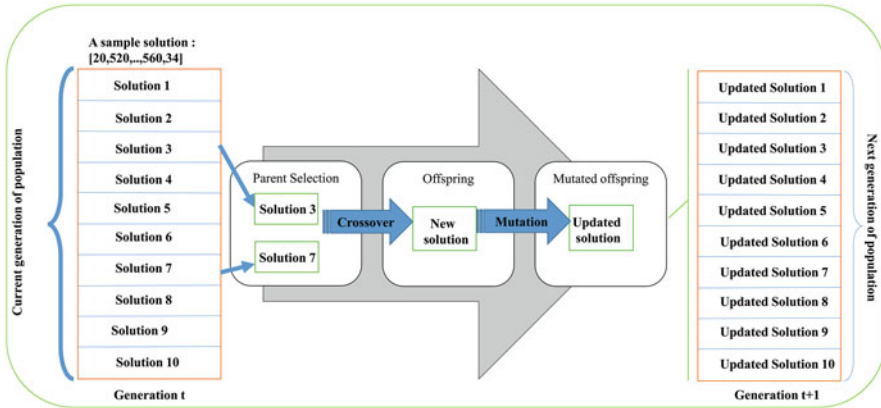 A sample solution :
[20,520,..,560,34]
Current generation of population
Solution 1
Solution 2
Solution 3
Solution 4
Solution 5
Solution 6
Solution 7
Solution 8
Solution 9
Solution 10
Generation t
Parent Selection
Solution 3
Solution 7
Crossover
Offspring
New
solution
Mutation
Mutated offspring
Updated
solution
Updated Solution 1
Updated Solution 2
Updated Solution 3
Updated Solution 4
Updated Solution 5
Updated Solution 6
Updated Solution 7
Updated Solution 8
Updated Solution 9
Updated Solution 10
Generation t+1
Next generation of population